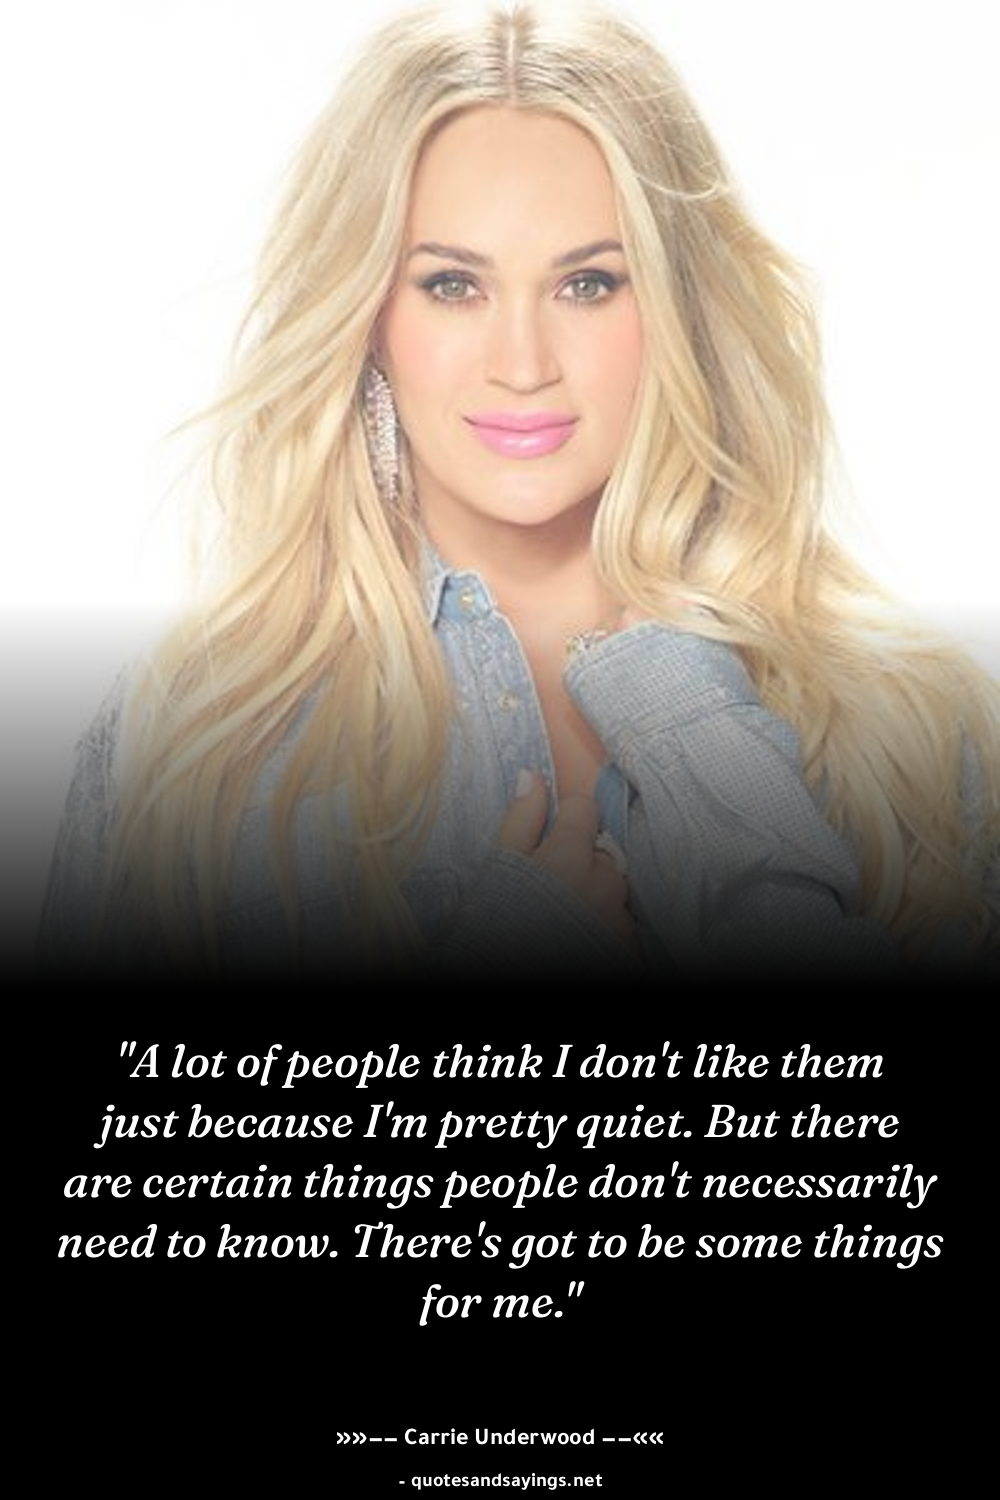 "A lot of people think I don't like them
just because I'm pretty quiet. But there
are certain things people don't necessarily
need to know. There's got to be some things
for me."
»»–– Carrie Underwood ––««
- quotesandsayings.net